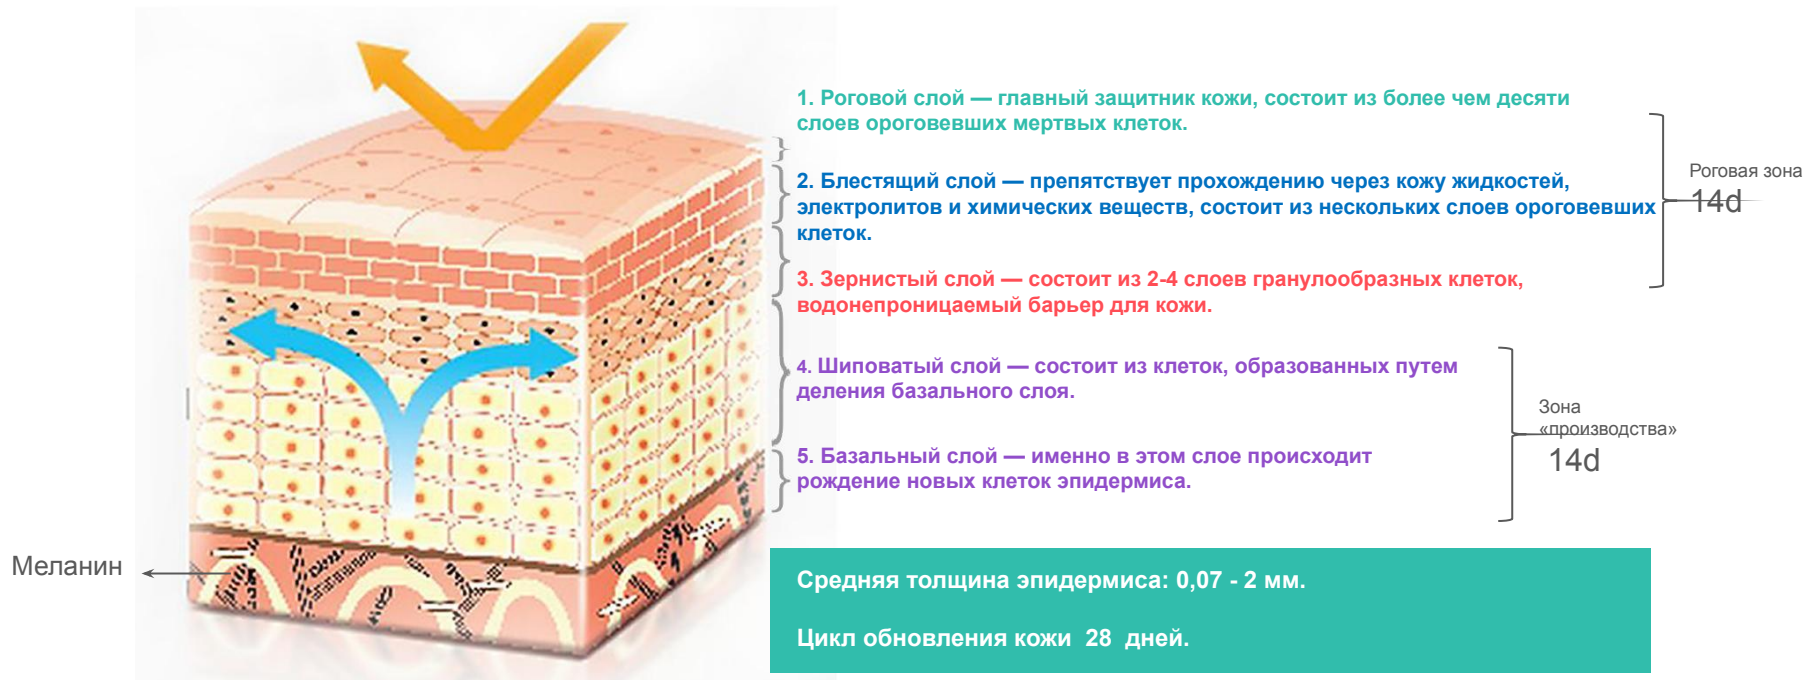 1. Роговой слой — главный защитник кожи, состоит из более чем десяти
слоев ороговевших мертвых клеток.
2. Блестящий слой — препятствует прохождению через кожу жидкостей,
электролитов и химических веществ, состоит из нескольких слоев ороговевших
клеток.
3. Зернистый слой — состоит из 2-4 слоев гранулообразных клеток,
водонепроницаемый барьер для кожи.
Роговая зона
14d
4. Шиповатый слой — состоит из клеток, образованных путем
деления базального слоя.
5. Базальный слой — именно в этом слое происходит
рождение новых клеток эпидермиса.
Зона
«производства»
14d
Меланин
Средняя толщина эпидермиса: 0,07 - 2 мм.
Цикл обновления кожи 28 дней.